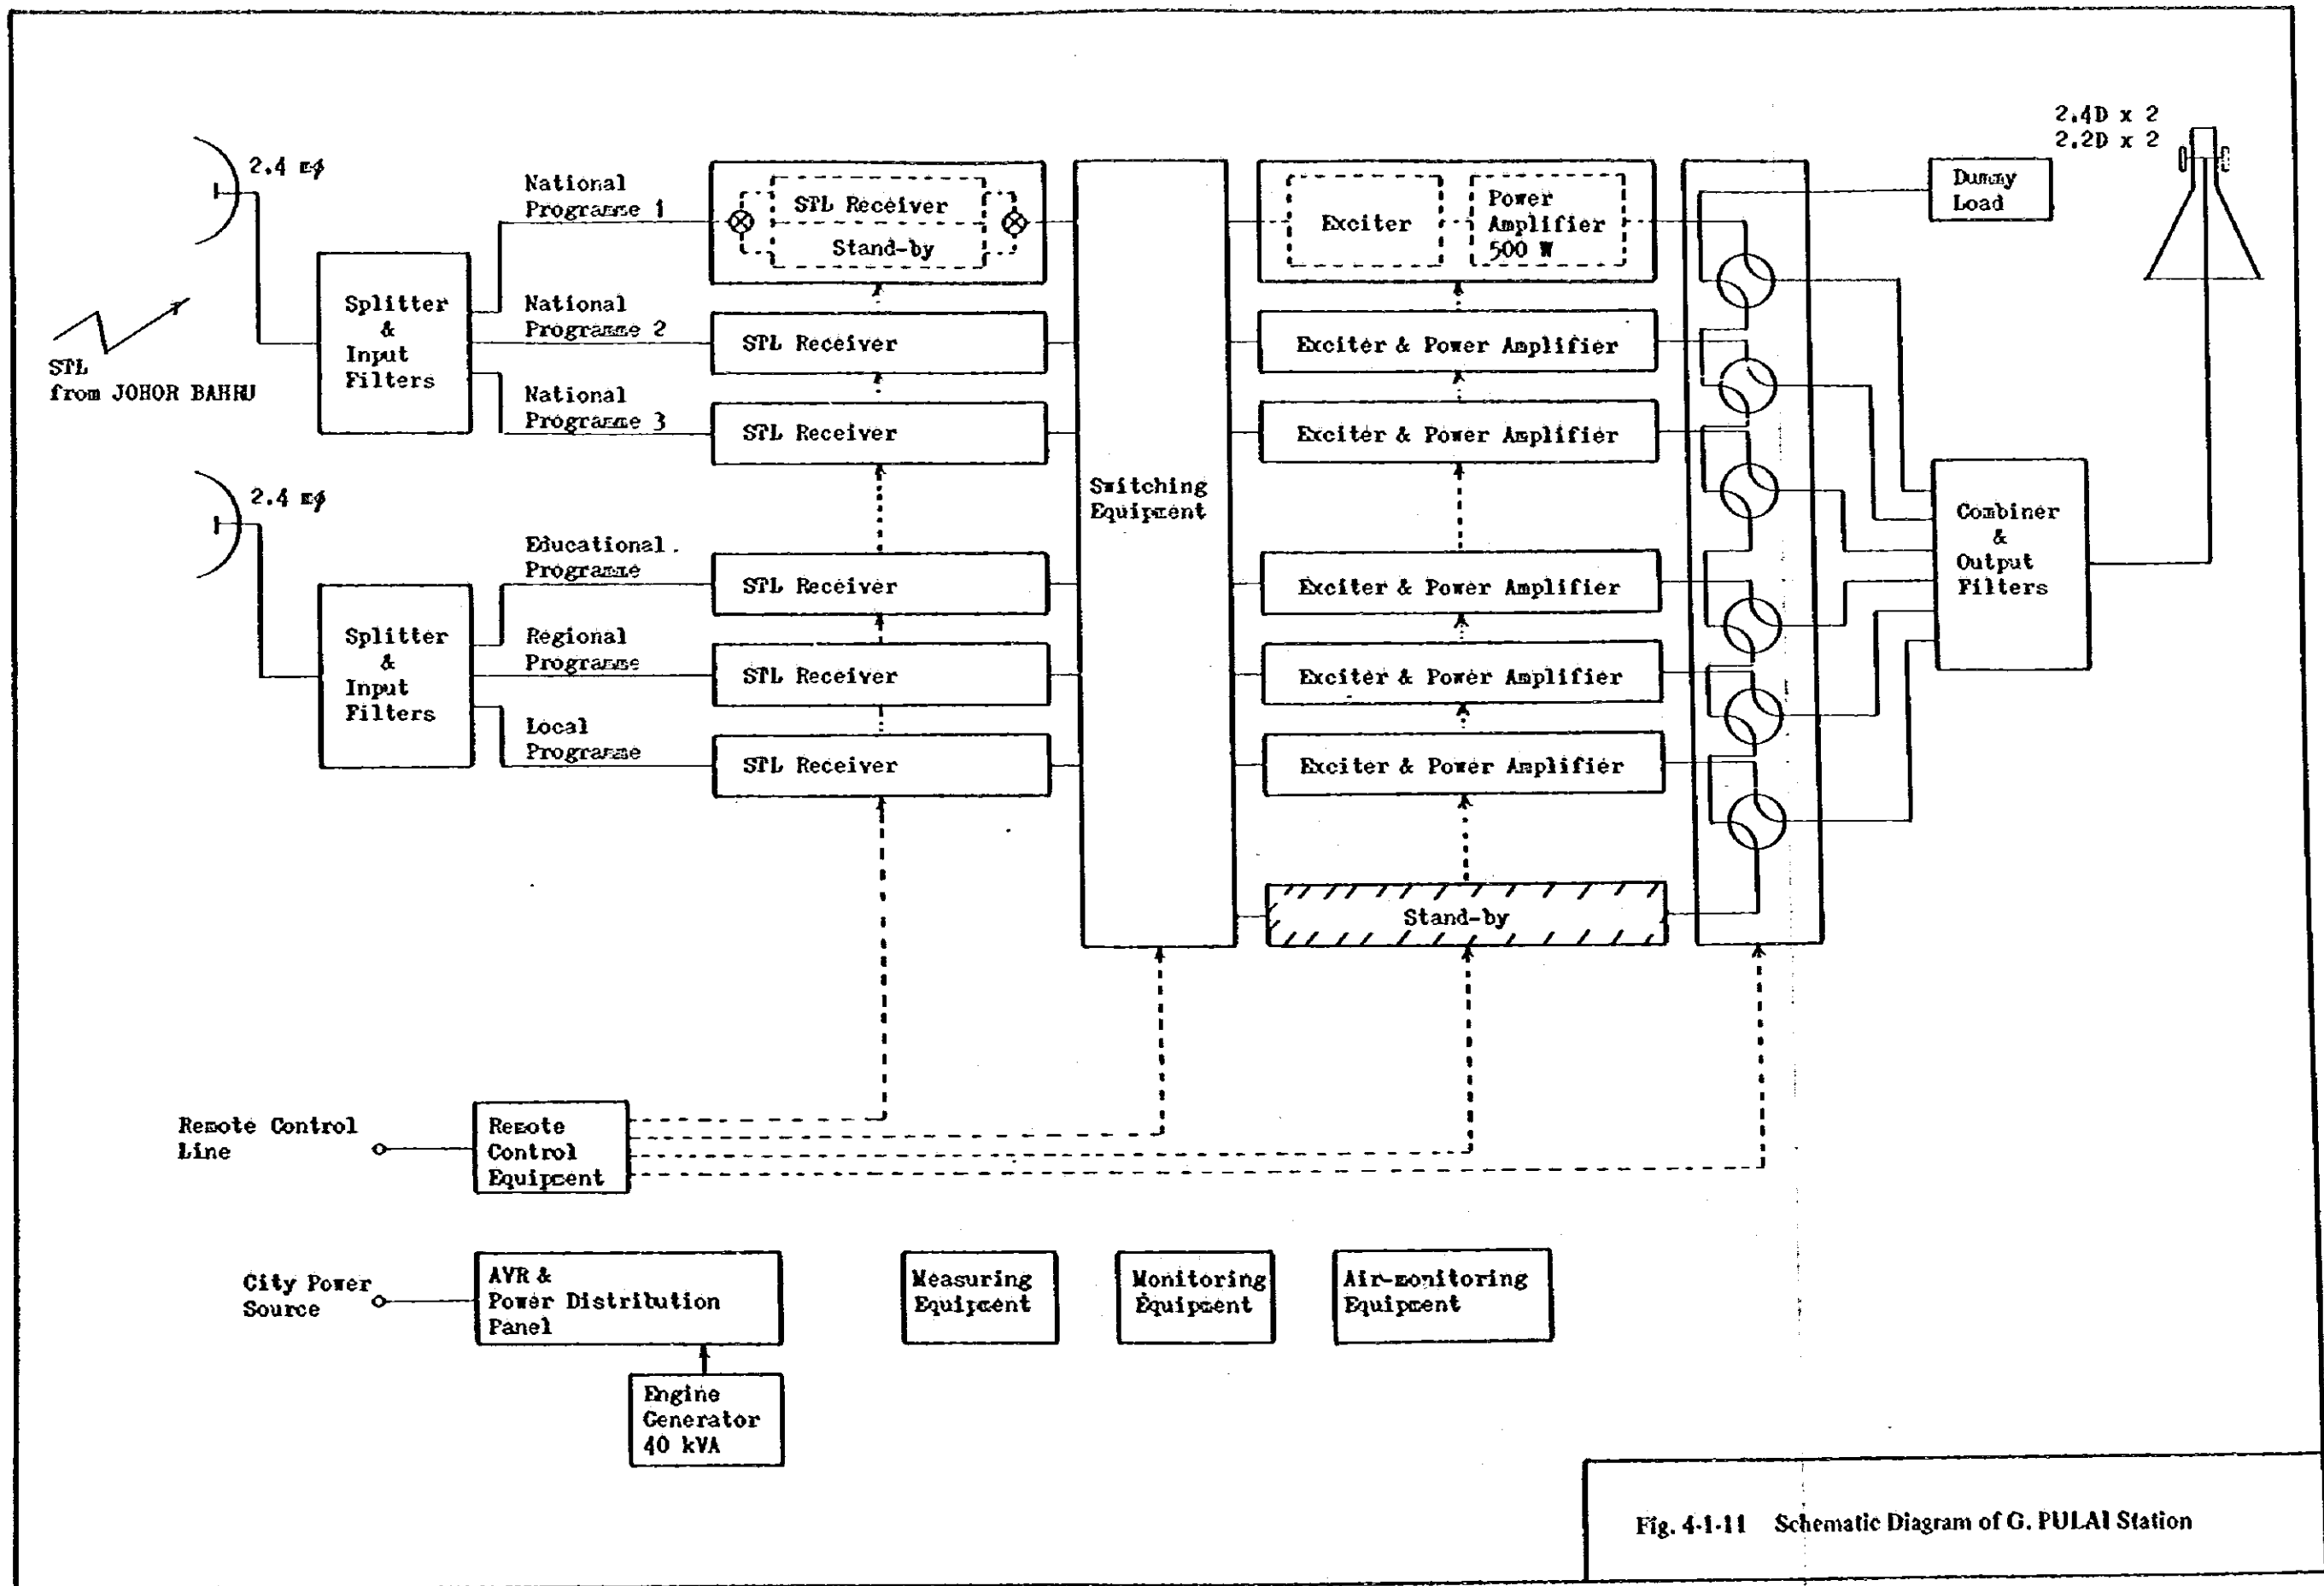 2.4D x 2
2.2D x 2
2.4 mφ
Dummy
Load
National
Programme 1
STL Receiver
Stand-by
Exciter
Power
Amplifier
500 W
Splitter
&
Input
Filters
National
Programme 2
STL Receiver
Exciter & Power Amplifier
STL
from JOHOR BAHRU
National
Programme 3
STL Receiver
Exciter & Power Amplifier
2.4 mφ
Switching
Equipment
Combiner
&
Output
Filters
Educational
Programme
STL Receiver
Exciter & Power Amplifier
Splitter
&
Input
Filters
Regional
Programme
STL Receiver
Exciter & Power Amplifier
Local
Programme
STL Receiver
Exciter & Power Amplifier
Stand-by
Remote Control
Line
Remote
Control
Equipment
City Power
Source
AVR &
Power Distribution
Panel
Measuring
Equipment
Monitoring
Equipment
Air-monitoring
Equipment
Engine
Generator
40 kVA
Fig. 4-1-11 Schematic Diagram of G. PULAI Station